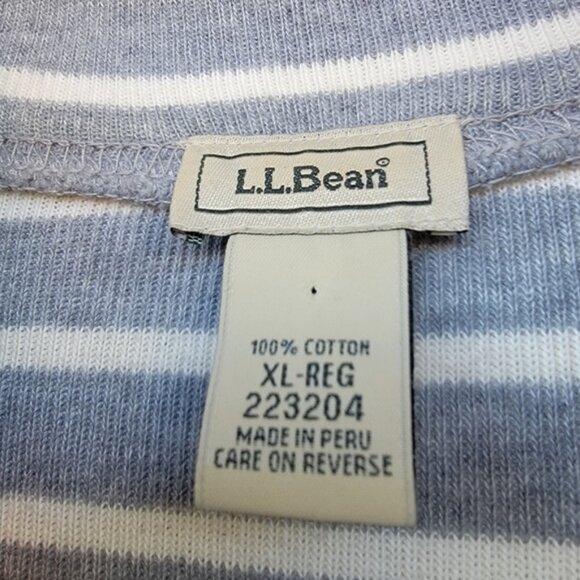 L.L.Bean®
100% COTTON
XL-REG
223204
MADE IN PERU
CARE ON REVERSE